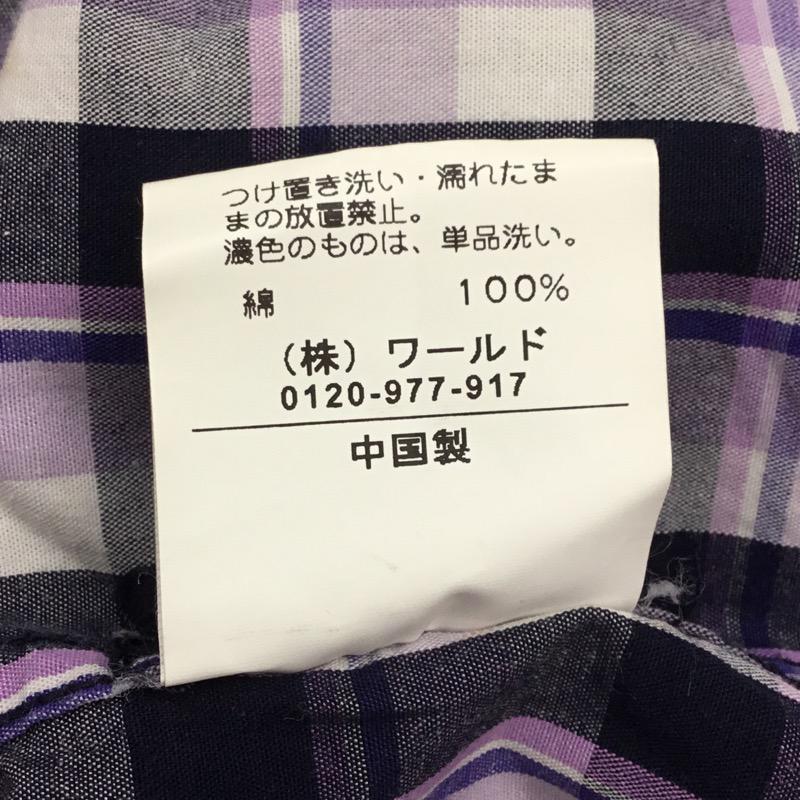 つけ置き洗い・濡れたま
まの放置禁止。
濃色のものは、単品洗い。
綿 100%
(株) ワールド
0120-977-917
中国製